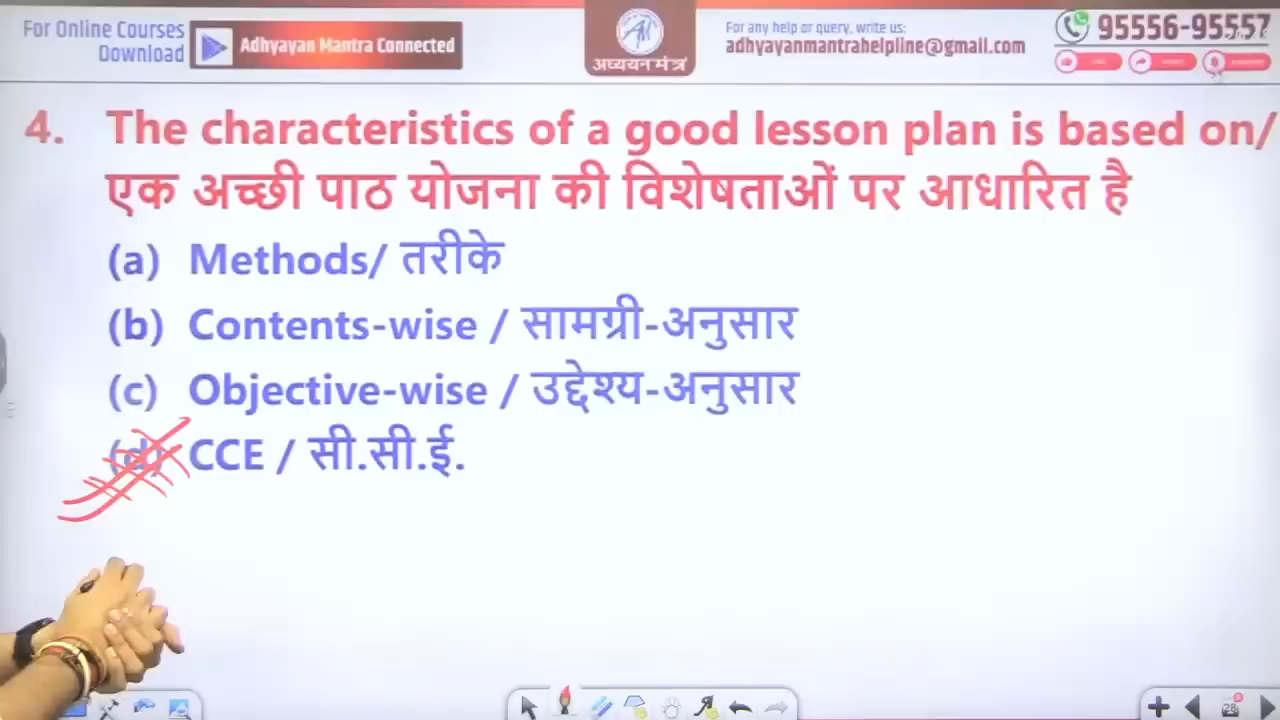 For Online Courses
Download
Adhyayan Mantra Connected
अध्ययन मंत्र
For any help or query, write us:
adhyayanmantrahelpline@gmail.com
95556-95557
4. The characteristics of a good lesson plan is based on/
एक अच्छी पाठ योजना की विशेषताओं पर आधारित है
(a) Methods/ तरीके
(b) Contents-wise / सामग्री-अनुसार
(c) Objective-wise / उद्देश्य-अनुसार
(d) CCE / सी.सी.ई.